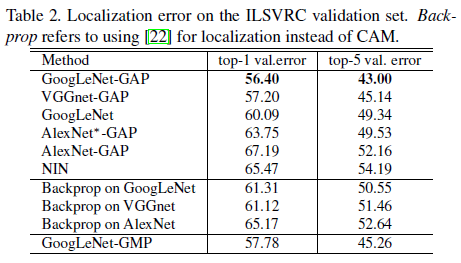 Table 2. Localization error on the ILSVRC validation set. Back-
prop refers to using [22] for localization instead of CAM.
Method top-1 val.error top-5 val. error
GoogLeNet-GAP 56.40 43.00
VGGnet-GAP 57.20 45.14
GoogLeNet 60.09 49.34
AlexNet*-GAP 63.75 49.53
AlexNet-GAP 67.19 52.16
NIN 65.47 54.19
Backprop on GoogLeNet 61.31 50.55
Backprop on VGGnet 61.12 51.46
Backprop on AlexNet 65.17 52.64
GoogLeNet-GMP 57.78 45.26